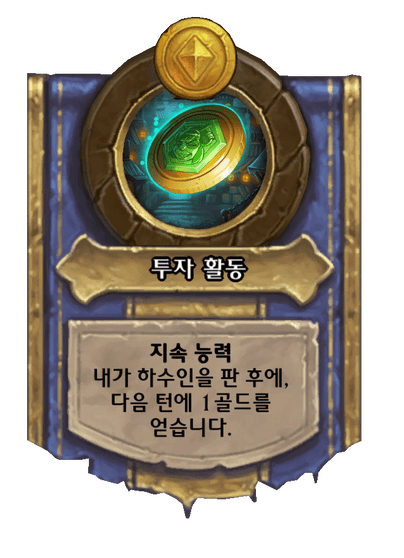 투자 활동
지속 능력
내가 하수인을 판 후에,
다음 턴에 1골드를
얻습니다.